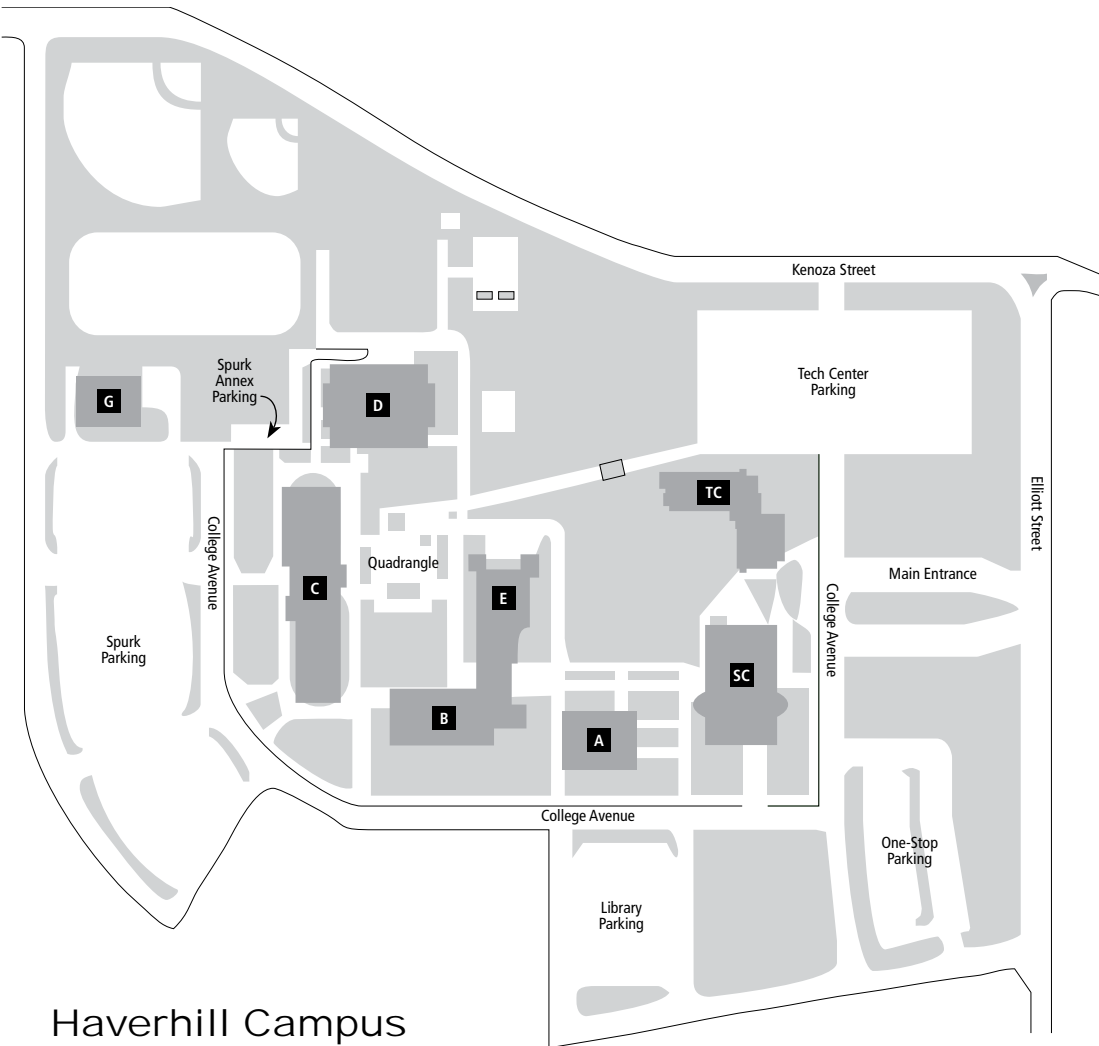 Kenoza Street
Tech Center
Parking
Spurk
Annex
Parking
G
D
TC
Elliott Street
College Avenue
Quadrangle
Main Entrance
C
E
College Avenue
Spurk
Parking
SC
B
A
College Avenue
One-Stop
Parking
Library
Parking
Haverhill Campus